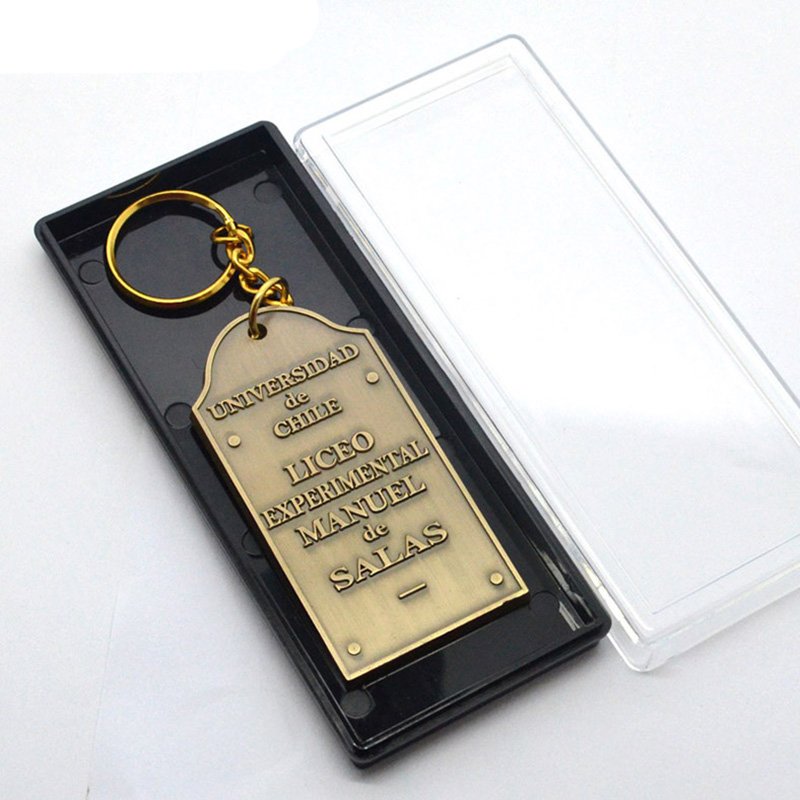 UNIVERSIDAD
de
CHILE
LICEO
EXPERIMENTAL
MANUEL
de
SALAS